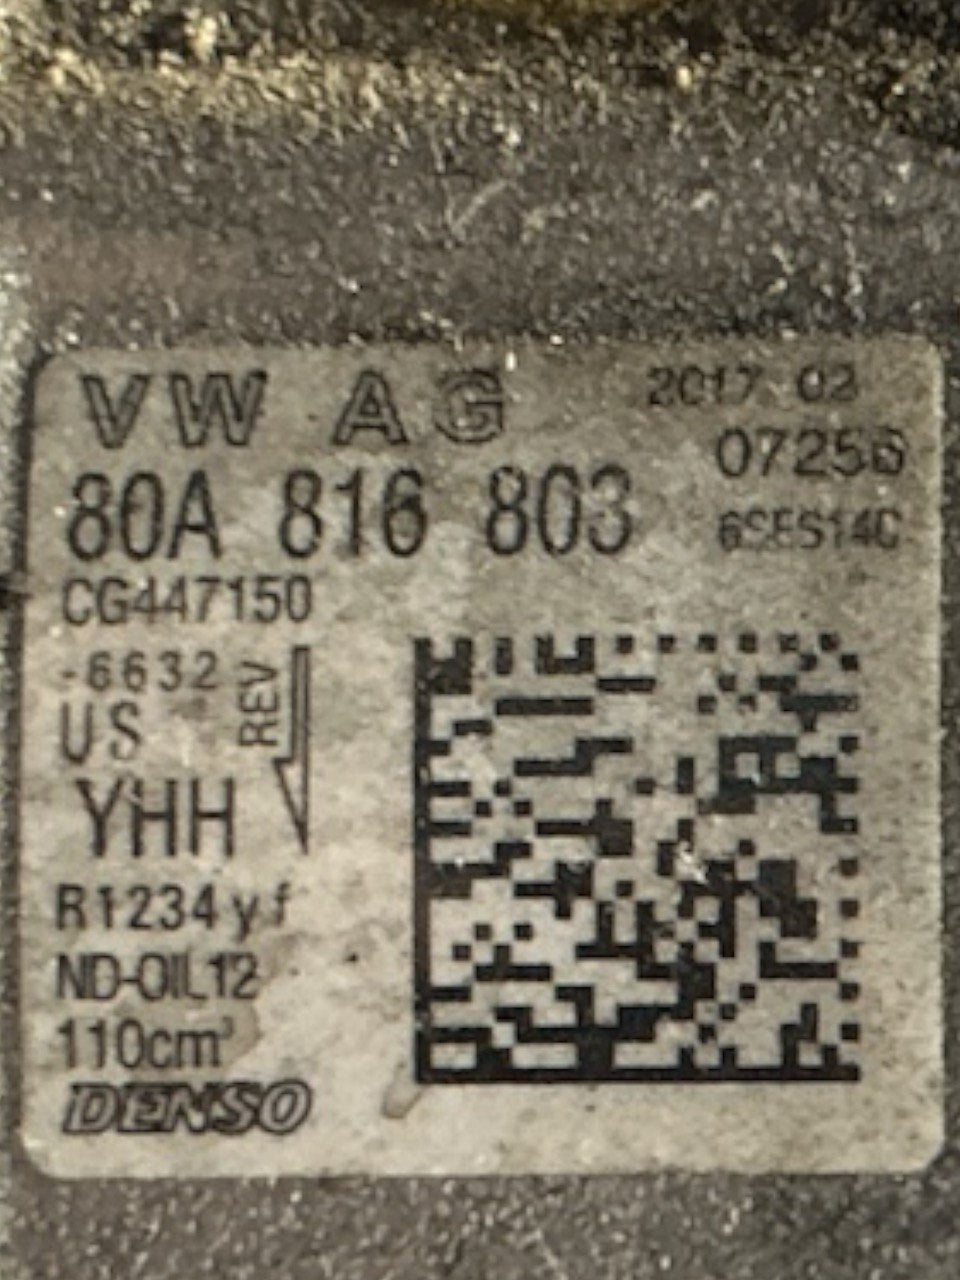 VW AG
2017 02
07256
80A 816 803
6SES14C
CG447150
-6632
REV
US
YHH
R1234yf
ND-OIL12
110cm³
DENSO